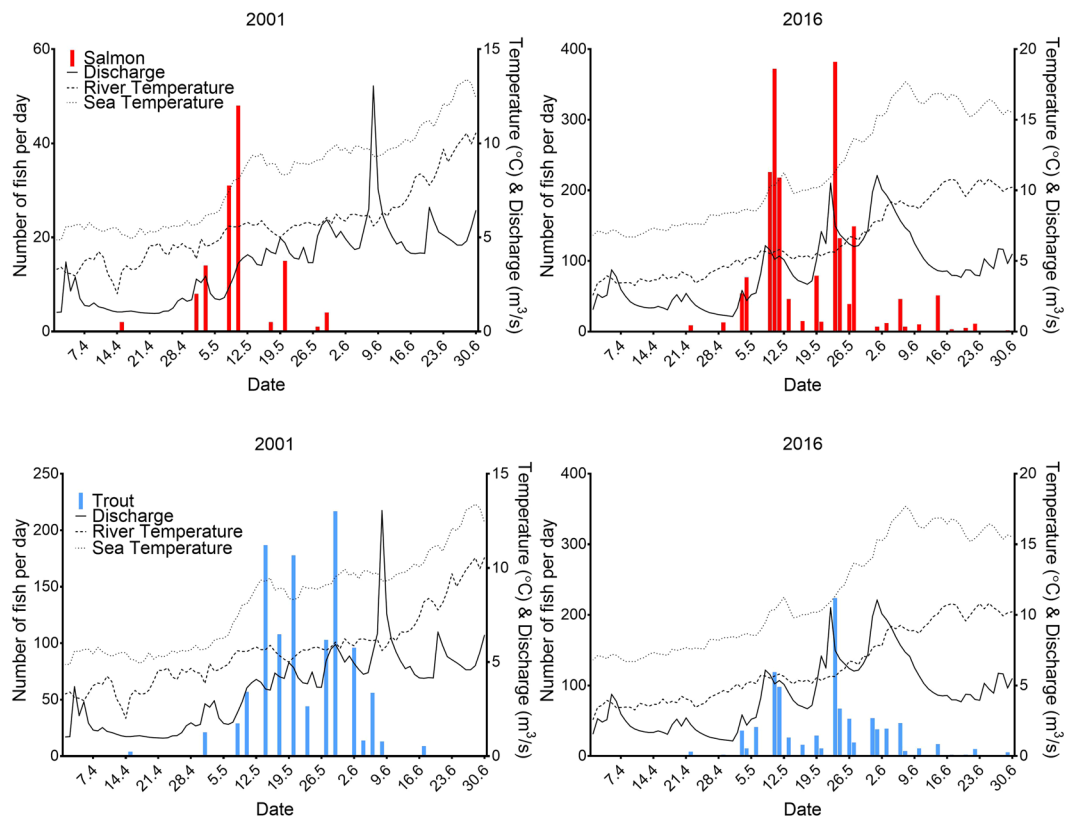 2001
Number of fish per day
60
40
20
0
Salmon
Discharge
River Temperature
Sea Temperature
15
10
5
0
Temperature (°C) & Discharge (m³/s)
7.4 14.4 21.4 28.4 5.5 12.5 19.5 26.5 2.6 9.6 16.6 23.6 30.6
Date
2016
Number of fish per day
400
300
200
100
0
20
15
10
5
0
Temperature (°C) & Discharge (m³/s)
7.4 14.4 21.4 28.4 5.5 12.5 19.5 26.5 2.6 9.6 16.6 23.6 30.6
Date
2001
Number of fish per day
250
200
150
100
50
0
Trout
Discharge
River Temperature
Sea Temperature
15
10
5
0
Temperature (°C) & Discharge (m³/s)
7.4 14.4 21.4 28.4 5.5 12.5 19.5 26.5 2.6 9.6 16.6 23.6 30.6
Date
2016
Number of fish per day
400
300
200
100
0
20
15
10
5
0
Temperature (°C) & Discharge (m³/s)
7.4 14.4 21.4 28.4 5.5 12.5 19.5 26.5 2.6 9.6 16.6 23.6 30.6
Date